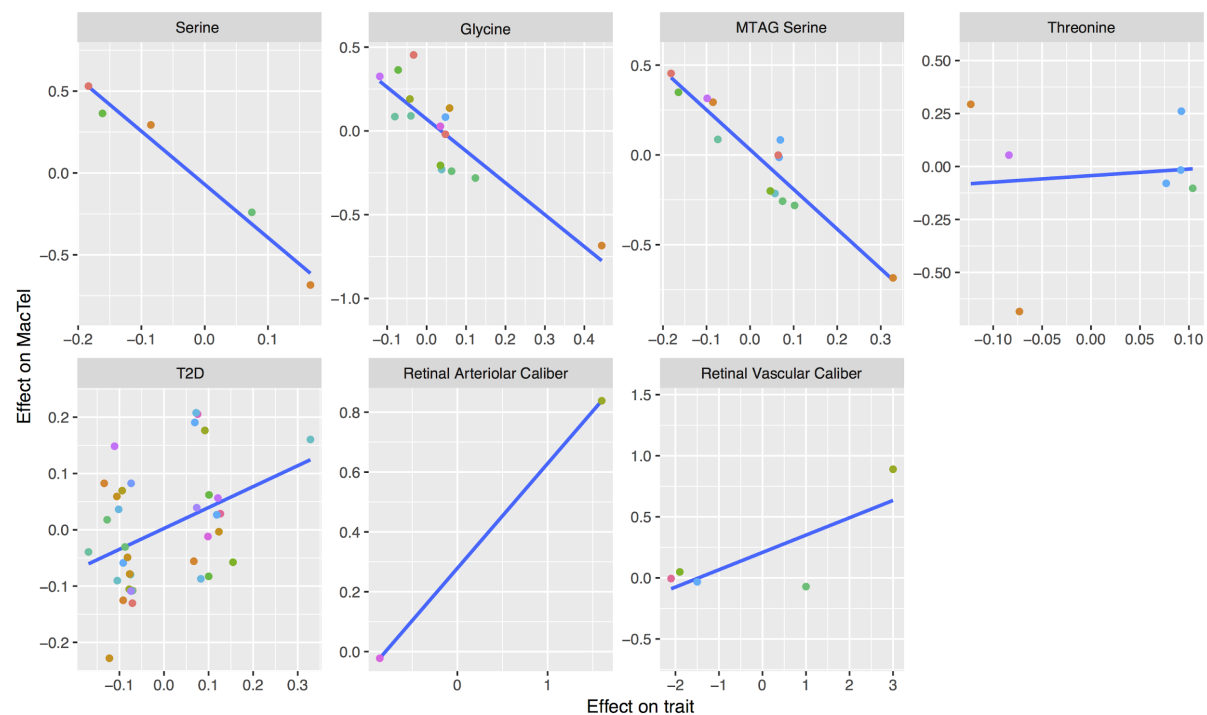 Serine
Glycine
MTAG Serine
Threonine
0.5
0.0
−0.5
−0.2 −0.1 0.0 0.1
0.5
0.0
−0.5
−1.0
−0.1 0.0 0.1 0.2 0.3 0.4
0.5
0.0
−0.5
−0.2 −0.1 0.0 0.1 0.2 0.3
0.50
0.25
0.00
−0.25
−0.50
−0.10 −0.05 0.00 0.05 0.10
Effect on MacTel
T2D
Retinal Arteriolar Caliber
Retinal Vascular Caliber
0.2
0.1
0.0
−0.1
−0.2
−0.1 0.0 0.1 0.2 0.3
0.8
0.6
0.4
0.2
0.0
0 1
1.5
1.0
0.5
0.0
−0.5
−2 −1 0 1 2 3
Effect on trait